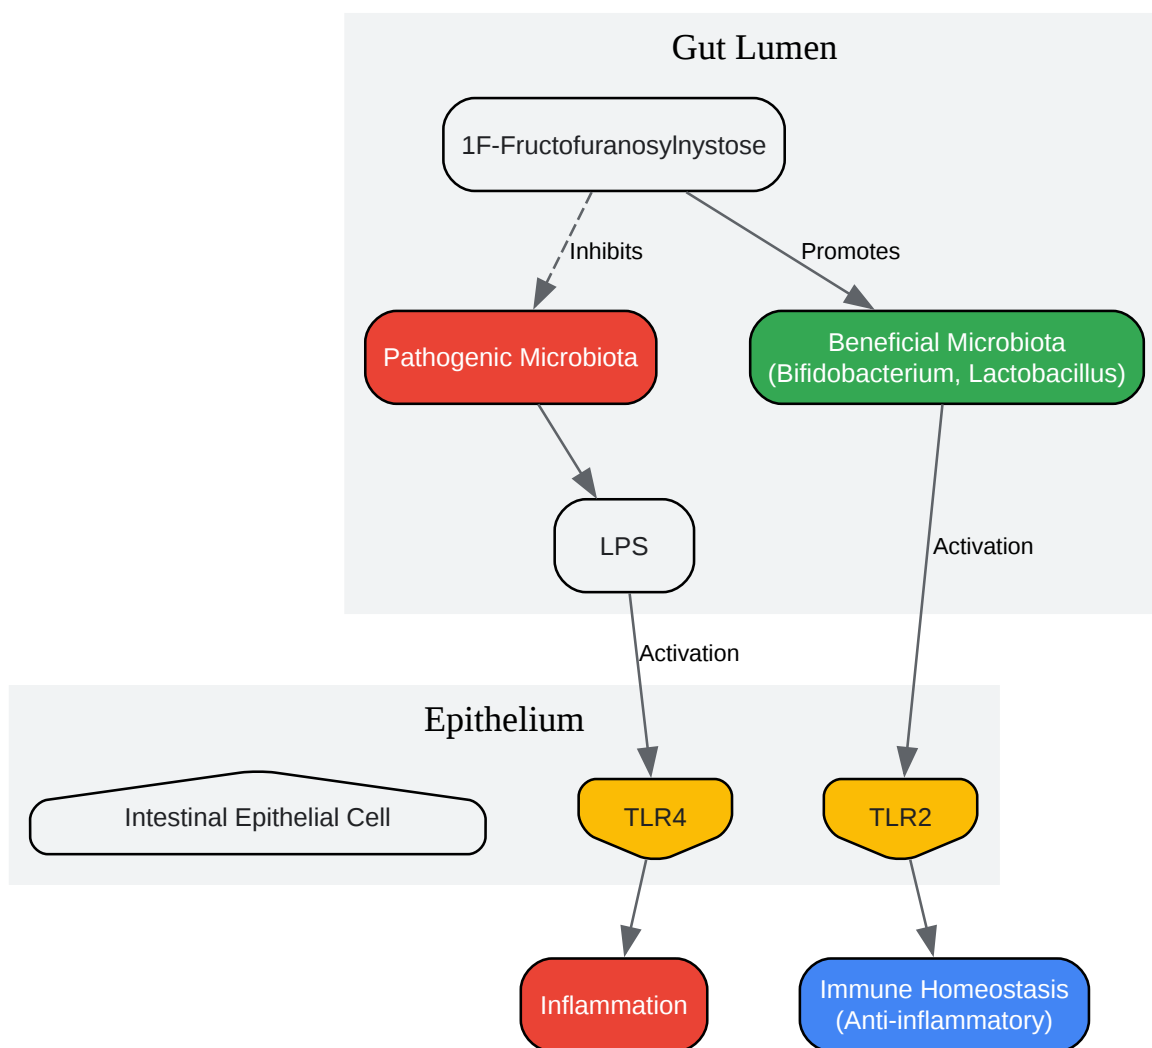 Gut Lumen
1F-Fructofuranosylnystose
Inhibits
Promotes
Pathogenic Microbiota
Beneficial Microbiota
(Bifidobacterium, Lactobacillus)
LPS
Activation
Activation
Epithelium
Intestinal Epithelial Cell
TLR4
TLR2
Inflammation
Immune Homeostasis
(Anti-inflammatory)